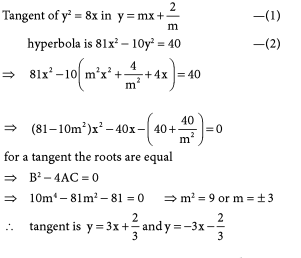 Tangent of y² = 8x in y = mx + 2/m —(1)
hyperbola is 81x² – 10y² = 40 —(2)
⇒ 81x² – 10(m²x² + 4/m² + 4x) = 40
⇒ (81–10m²)x² – 40x – (40 + 40/m²) = 0
for a tangent the roots are equal
⇒ B² – 4AC = 0
⇒ 10m⁴ – 81m² – 81 = 0 ⇒ m² = 9 or m = ± 3
∴ tangent is y = 3x + 2/3 and y = –3x – 2/3